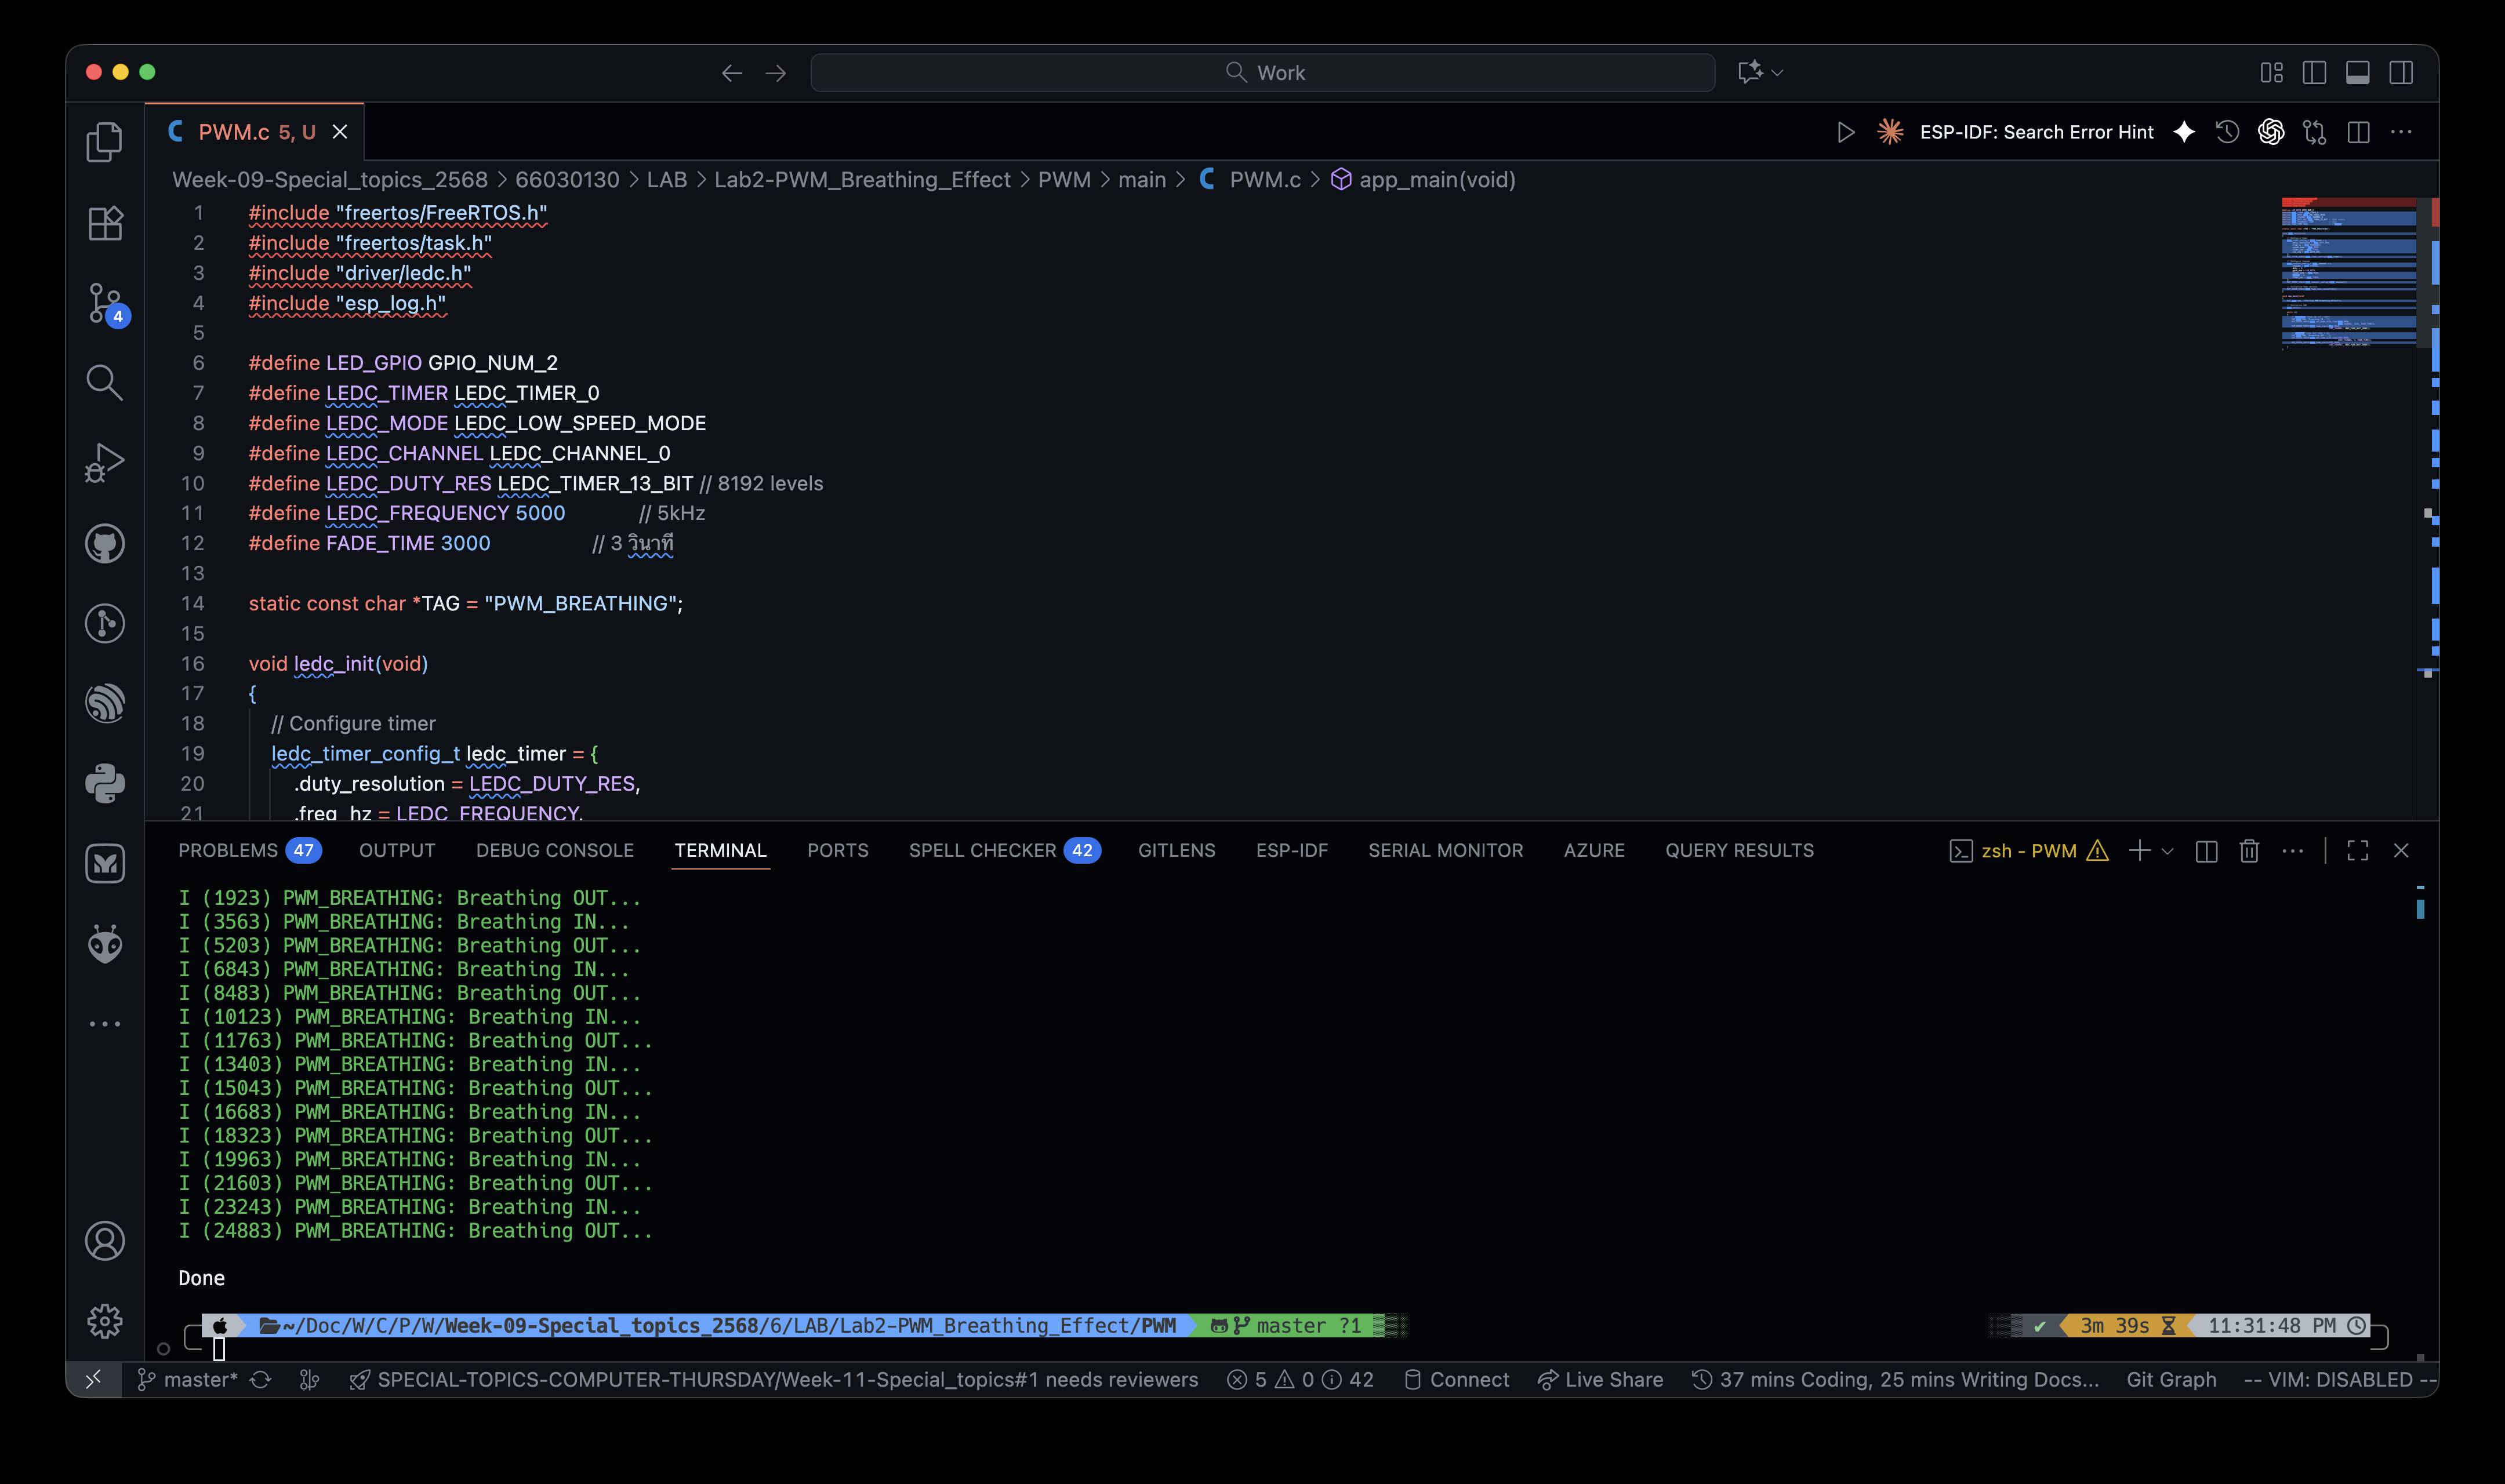 Work
PWM.c 5, U
ESP-IDF: Search Error Hint
Week-09-Special_topics_2568 > 66030130 > LAB > Lab2-PWM_Breathing_Effect > PWM > main > PWM.c > app_main(void)
1 #include "freertos/FreeRTOS.h"
2 #include "freertos/task.h"
3 #include "driver/ledc.h"
4 #include "esp_log.h"
5
6 #define LED_GPIO GPIO_NUM_2
7 #define LEDC_TIMER LEDC_TIMER_0
8 #define LEDC_MODE LEDC_LOW_SPEED_MODE
9 #define LEDC_CHANNEL LEDC_CHANNEL_0
10 #define LEDC_DUTY_RES LEDC_TIMER_13_BIT // 8192 levels
11 #define LEDC_FREQUENCY 5000 // 5kHz
12 #define FADE_TIME 3000 // 3 วินาที
13
14 static const char *TAG = "PWM_BREATHING";
15
16 void ledc_init(void)
17 {
18 // Configure timer
19 ledc_timer_config_t ledc_timer = {
20 .duty_resolution = LEDC_DUTY_RES,
21 .freq_hz = LEDC_FREQUENCY,
4
PROBLEMS 47 OUTPUT DEBUG CONSOLE TERMINAL PORTS SPELL CHECKER 42 GITLENS ESP-IDF SERIAL MONITOR AZURE QUERY RESULTS zsh - PWM
I (1923) PWM_BREATHING: Breathing OUT...
I (3563) PWM_BREATHING: Breathing IN...
I (5203) PWM_BREATHING: Breathing OUT...
I (6843) PWM_BREATHING: Breathing IN...
I (8483) PWM_BREATHING: Breathing OUT...
I (10123) PWM_BREATHING: Breathing IN...
I (11763) PWM_BREATHING: Breathing OUT...
I (13403) PWM_BREATHING: Breathing IN...
I (15043) PWM_BREATHING: Breathing OUT...
I (16683) PWM_BREATHING: Breathing IN...
I (18323) PWM_BREATHING: Breathing OUT...
I (19963) PWM_BREATHING: Breathing IN...
I (21603) PWM_BREATHING: Breathing OUT...
I (23243) PWM_BREATHING: Breathing IN...
I (24883) PWM_BREATHING: Breathing OUT...
Done
~/Doc/W/C/P/W/Week-09-Special_topics_2568/6/LAB/Lab2-PWM_Breathing_Effect/PWM master ?1 ✔ 3m 39s 11:31:48 PM
master* SPECIAL-TOPICS-COMPUTER-THURSDAY/Week-11-Special_topics#1 needs reviewers 5 0 42 Connect Live Share 37 mins Coding, 25 mins Writing Docs... Git Graph -- VIM: DISABLED --